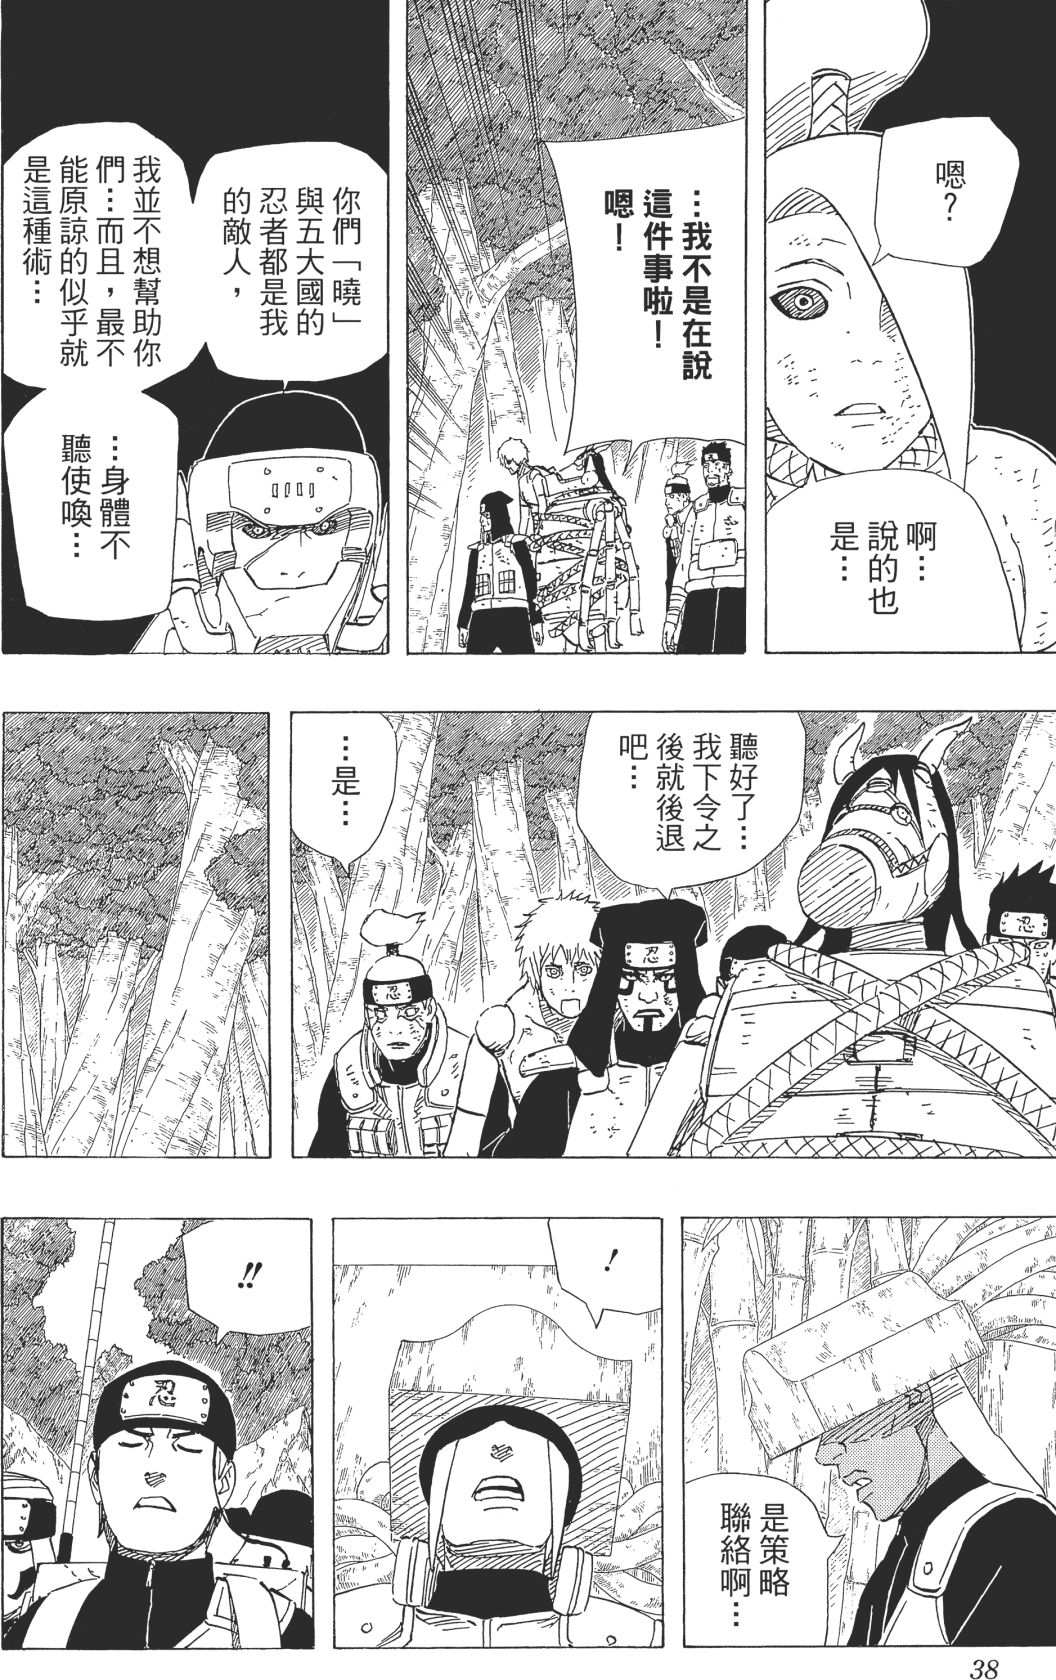 嗯?
啊⋯
說的也
是⋯
⋯我不是在說
這件事啦！
嗯！
你們「曉」
與五大國的
忍者都是我
的敵人，
我並不想幫助你
們⋯而且，最不
能原諒的似乎就
是這種術⋯
⋯身體不
聽使喚⋯
聽好了⋯
我下令之
後就後退
吧⋯
⋯是⋯
忍
忍
忍
是策略
聯絡啊⋯
！
!!
忍
38